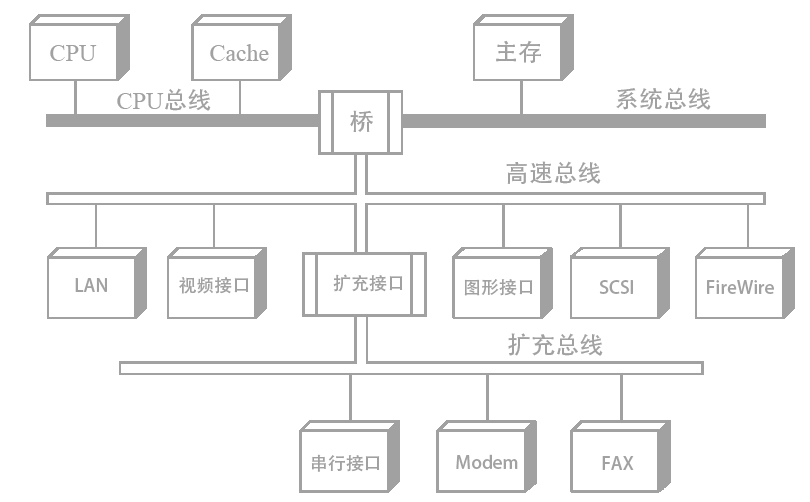 CPU
Cache
主存
CPU总线
系统总线
桥
高速总线
LAN
视频接口
扩充接口
图形接口
SCSI
FireWire
扩充总线
串行接口
Modem
FAX